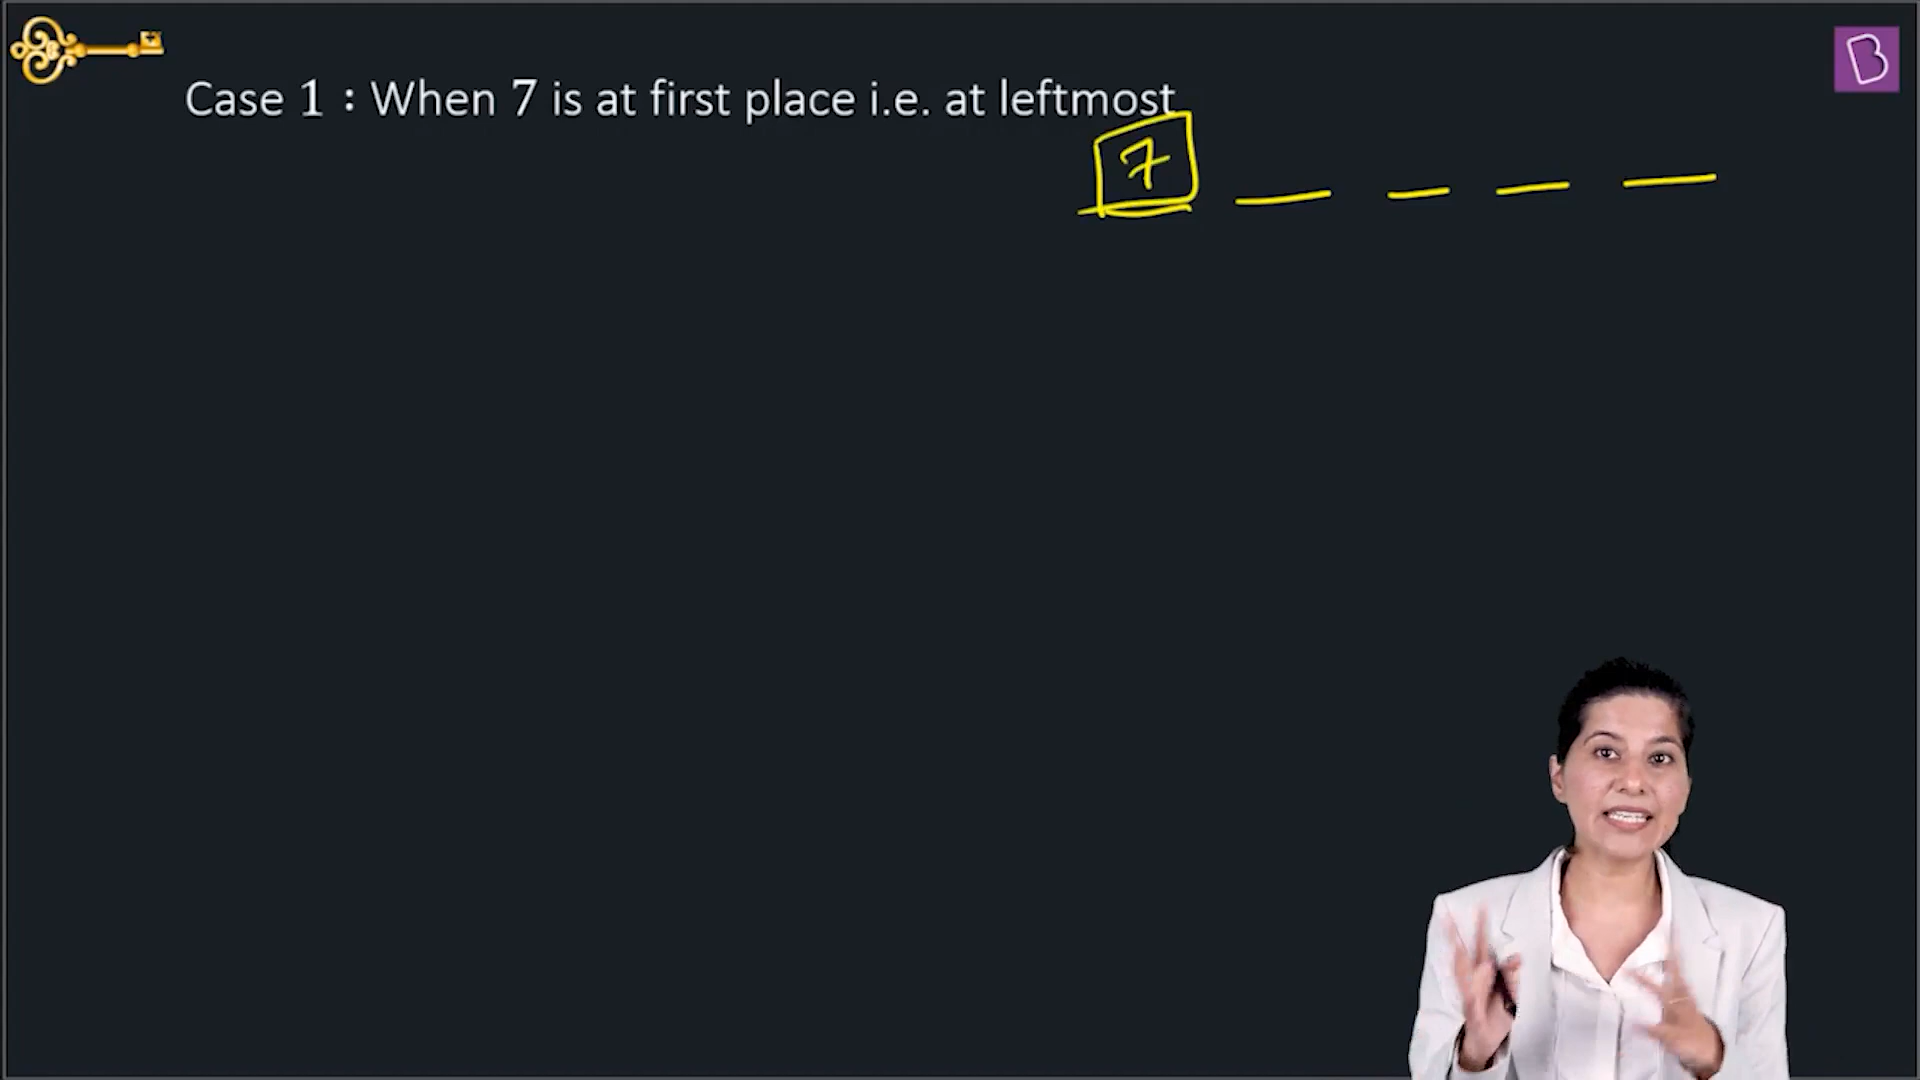 Case 1 : When 7 is at first place i.e. at leftmost
7
B